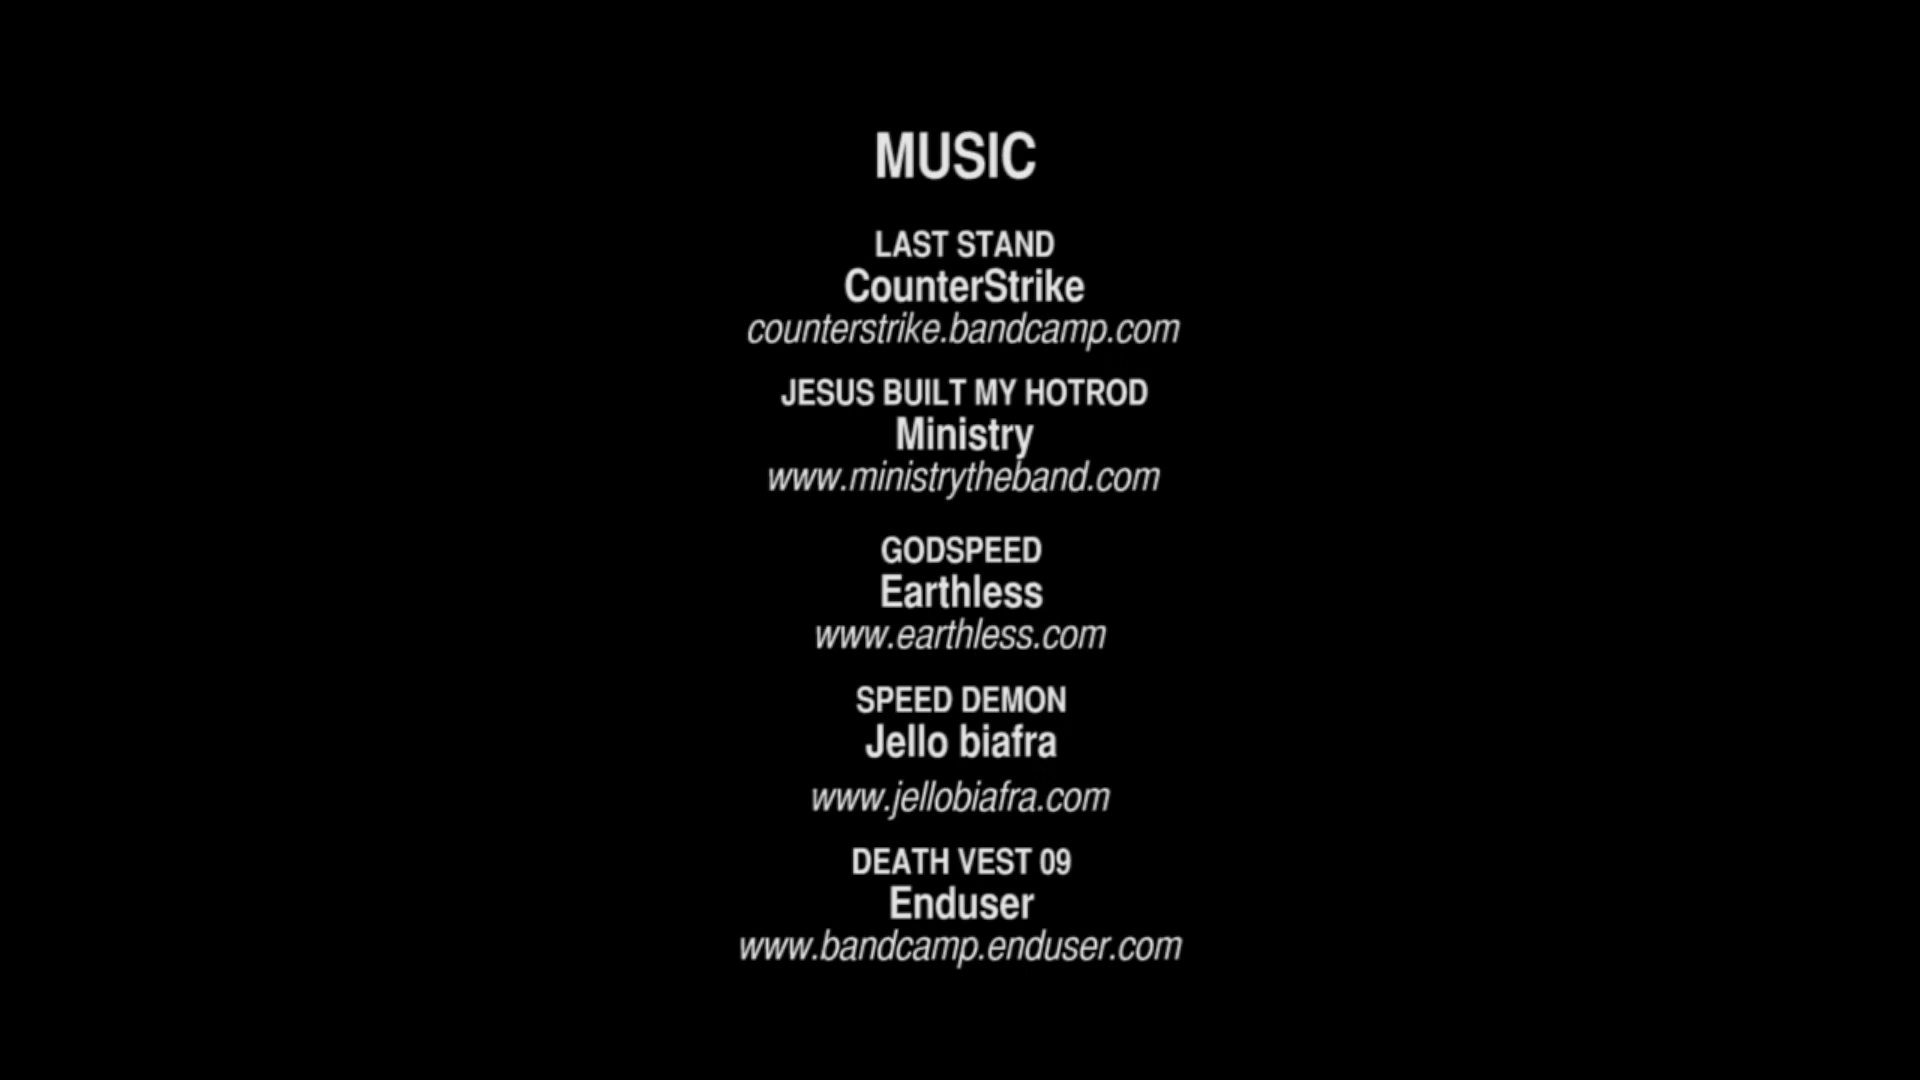 MUSIC
LAST STAND
CounterStrike
counterstrike.bandcamp.com
JESUS BUILT MY HOTROD
Ministry
www.ministrytheband.com
GODSPEED
Earthless
www.earthless.com
SPEED DEMON
Jello biafra
www.jellobiafra.com
DEATH VEST 09
Enduser
www.bandcamp.enduser.com